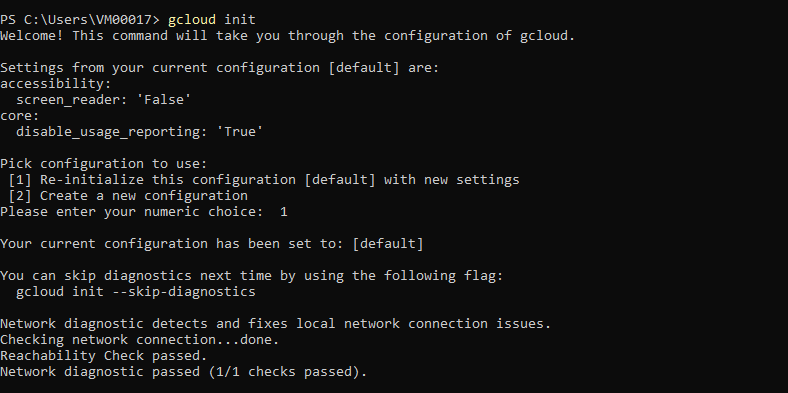 PS C:\Users\VM00017> gcloud init
Welcome! This command will take you through the configuration of gcloud.
Settings from your current configuration [default] are:
accessibility:
  screen_reader: 'False'
core:
  disable_usage_reporting: 'True'
Pick configuration to use:
 [1] Re-initialize this configuration [default] with new settings
 [2] Create a new configuration
Please enter your numeric choice:  1
Your current configuration has been set to: [default]
You can skip diagnostics next time by using the following flag:
  gcloud init --skip-diagnostics
Network diagnostic detects and fixes local network connection issues.
Checking network connection...done.
Reachability Check passed.
Network diagnostic passed (1/1 checks passed).